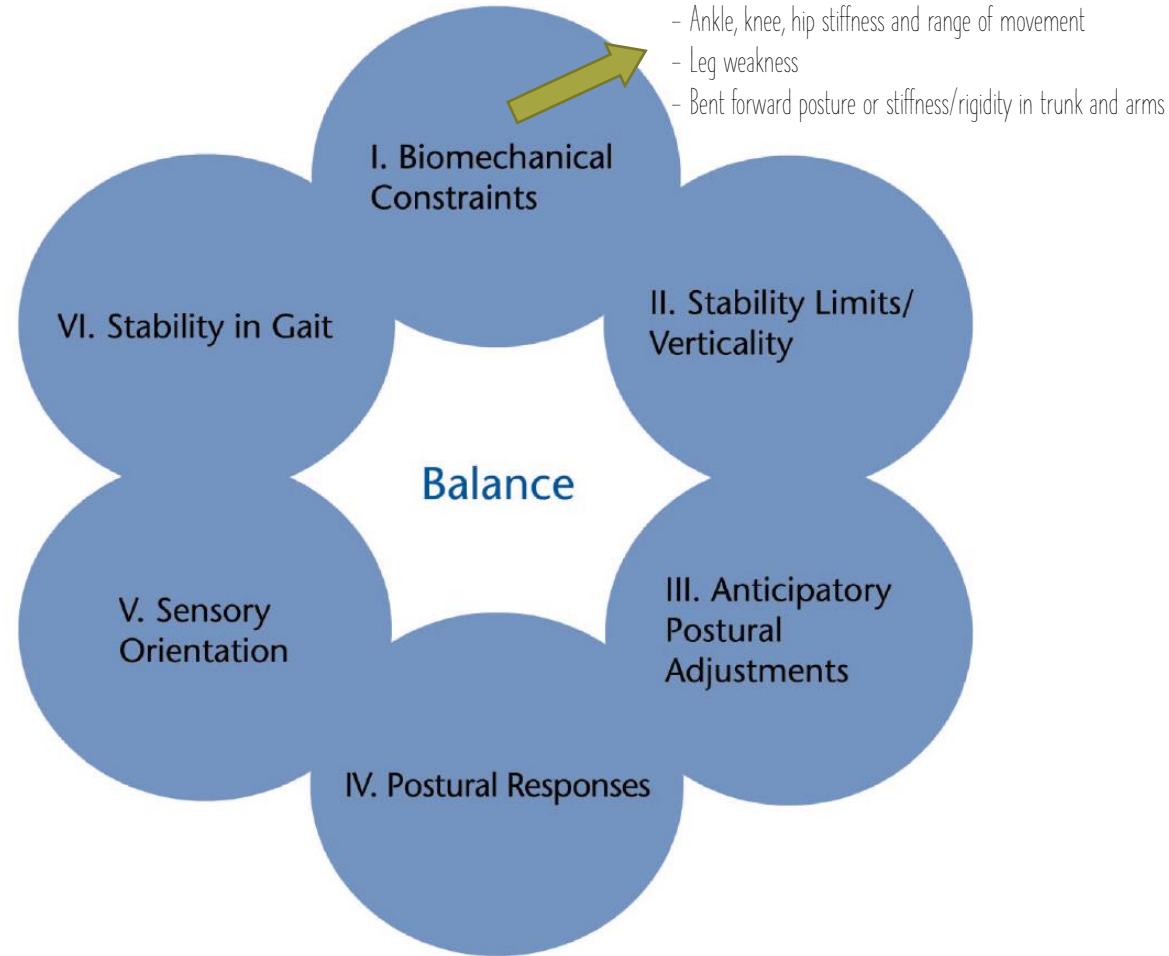 - Ankle, knee, hip stiffness and range of movement
- Leg weakness
- Bent forward posture or stiffness/rigidity in trunk and arms
I. Biomechanical
Constraints
II. Stability Limits/
Verticality
III. Anticipatory
Postural
Adjustments
IV. Postural Responses
V. Sensory
Orientation
VI. Stability in Gait
Balance